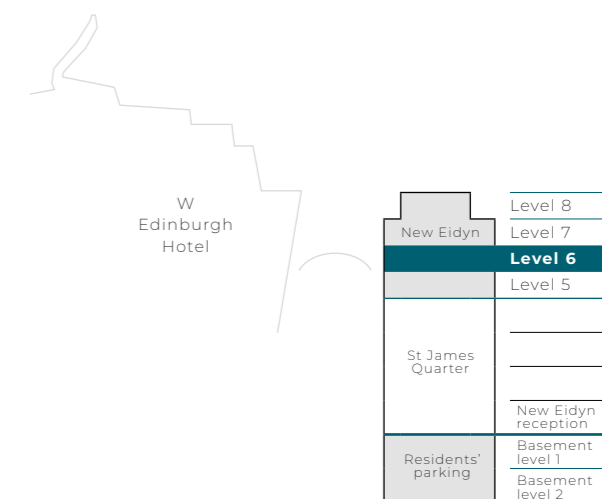 W
Edinburgh
Hotel
Level 8
New Eidyn
Level 7
Level 6
Level 5
St James
Quarter
New Eidyn
reception
Residents'
parking
Basement
level 1
Basement
level 2